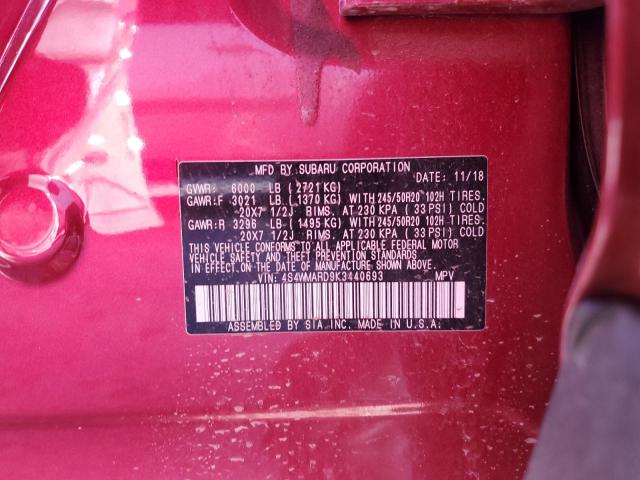 MFD BY SUBARU CORPORATION
DATE: 11/18
GVWR: 6000 LB (2721 KG)
GAWR:F 3021 LB (1370 KG) WITH 245/50R20 102H TIRES.
20X7 1/2J RIMS. AT 230 KPA (33 PSI) COLD
GAWR:R 3296 LB (1495 KG) WITH 245/50R20 102H TIRES.
20X7 1/2J RIMS. AT 230 KPA (33 PSI) COLD
THIS VEHICLE CONFORMS TO ALL APPLICABLE FEDERAL MOTOR
VEHICLE SAFETY AND THEFT PREVENTION STANDARDS IN
EFFECT ON THE DATE OF MANUFACTURE SHOWN ABOVE.
VIN: 4S4WMARD9K3440693 MPV
ASSEMBLED BY SIA, INC. MADE IN U.S.A.